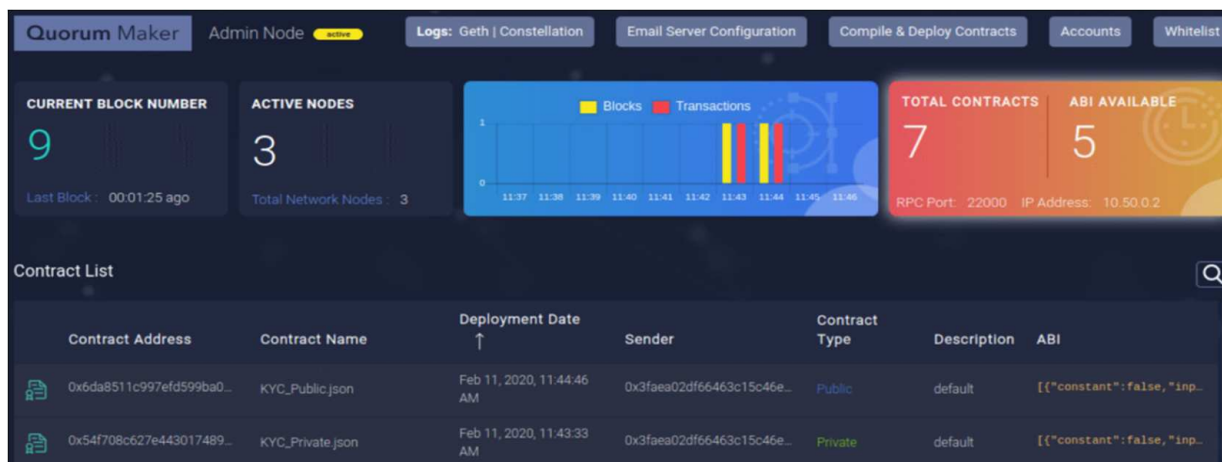 Quorum Maker Admin Node active Logs: Geth | Constellation Email Server Configuration Compile & Deploy Contracts Accounts Whitelist
CURRENT BLOCK NUMBER
9
Last Block : 00:01:25 ago
ACTIVE NODES
3
Total Network Nodes : 3
Blocks Transactions
1
0
11:37 11:38 11:39 11:40 11:41 11:42 11:43 11:44 11:45 11:46
TOTAL CONTRACTS ABI AVAILABLE
7 5
RPC Port: 22000 IP Address: 10.50.0.2
Contract List
Contract Address Contract Name Deployment Date ↑ Sender Contract Type Description ABI
0x6da8511c997efd599ba0... KYC_Public.json Feb 11, 2020, 11:44:46 AM 0x3faea02df66463c15c46e... Public default [{"constant":false,"inp...
0x54f708c627e443017489... KYC_Private.json Feb 11, 2020, 11:43:33 AM 0x3faea02df66463c15c46e... Private default [{"constant":false,"inp...